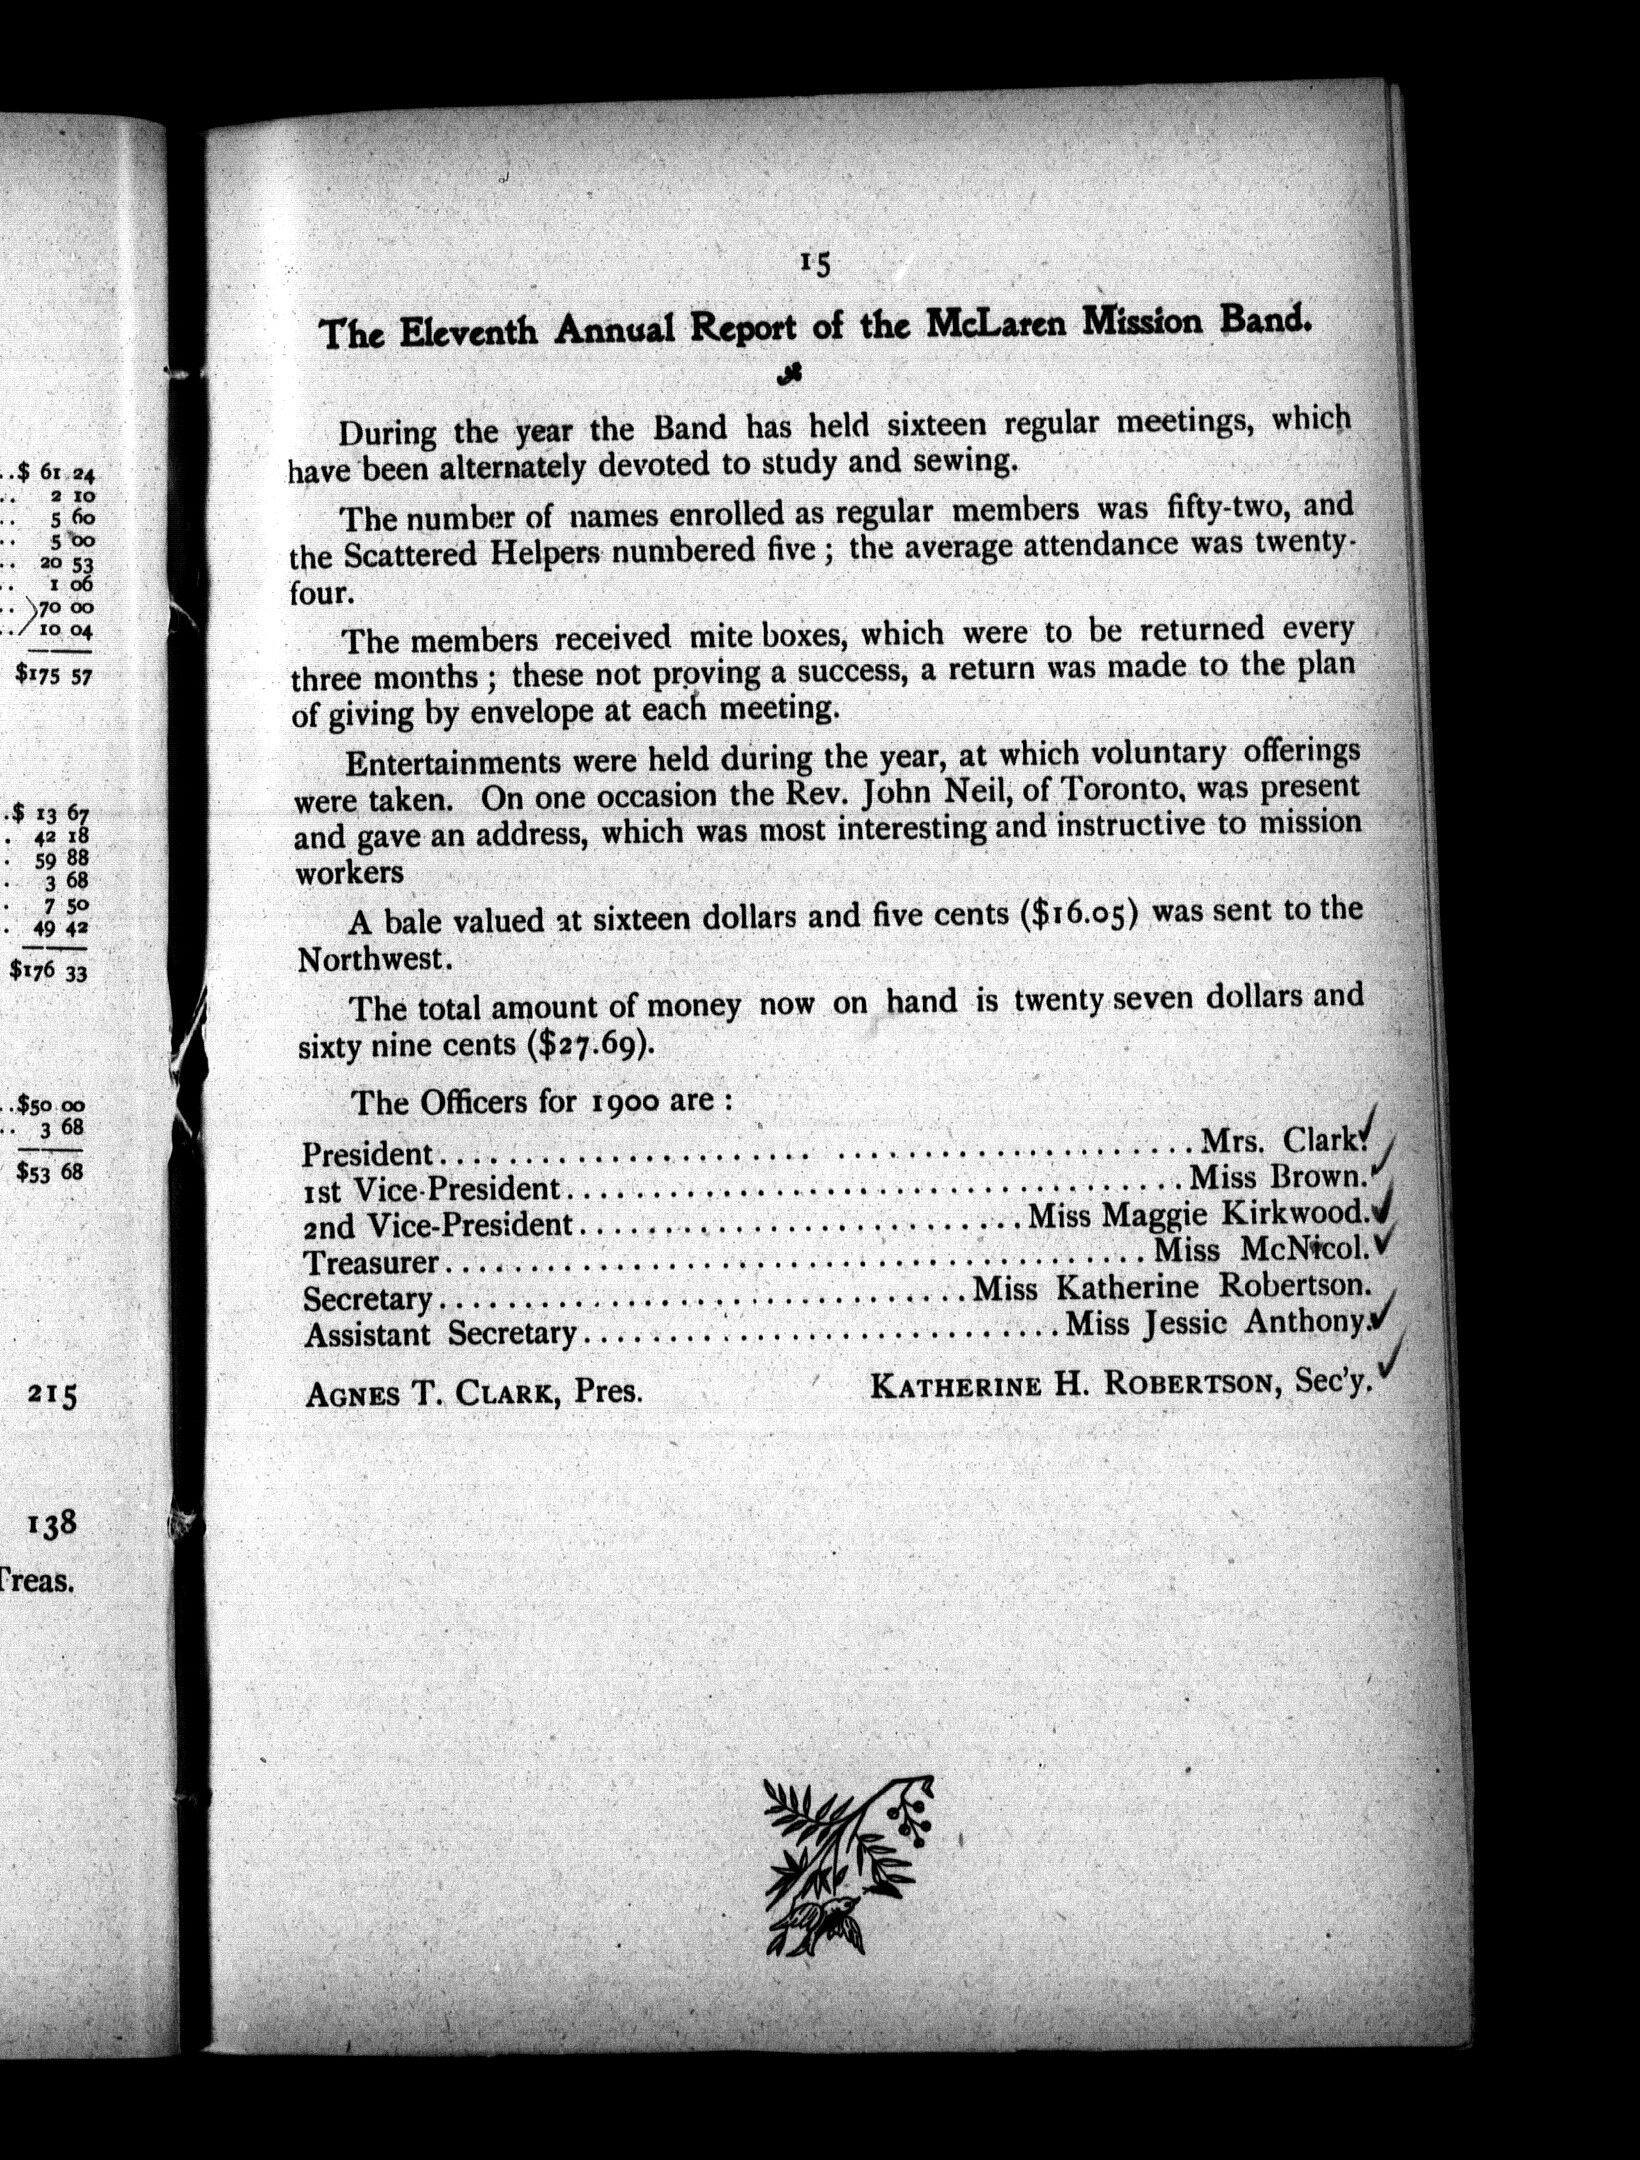 ..$ 61 24
.. 2 10
.. 5 60
.. 5 00
.. 20 53
.. 1 06
.. 70 00
.. 10 04
$175 57
.$ 13 67
. 42 18
. 59 88
. 3 68
. 7 50
. 49 42
$176 33
..$50 00
.. 3 68
$53 68
215
138
Treas.
15
The Eleventh Annual Report of the McLaren Mission Band.
During the year the Band has held sixteen regular meetings, which
have been alternately devoted to study and sewing.
The number of names enrolled as regular members was fifty-two, and
the Scattered Helpers numbered five ; the average attendance was twenty-
four.
The members received mite boxes, which were to be returned every
three months ; these not proving a success, a return was made to the plan
of giving by envelope at each meeting.
Entertainments were held during the year, at which voluntary offerings
were taken. On one occasion the Rev. John Neil, of Toronto, was present
and gave an address, which was most interesting and instructive to mission
workers
A bale valued at sixteen dollars and five cents ($16.05) was sent to the
Northwest.
The total amount of money now on hand is twenty seven dollars and
sixty nine cents ($27.69).
The Officers for 1900 are :
President.......................................... Mrs. Clark.
1st Vice-President.................................... Miss Brown.
2nd Vice-President.......................... Miss Maggie Kirkwood.
Treasurer......................................... Miss McNicol.
Secretary............................... Miss Katherine Robertson.
Assistant Secretary............................ Miss Jessie Anthony.
AGNES T. CLARK, Pres. KATHERINE H. ROBERTSON, Sec'y.